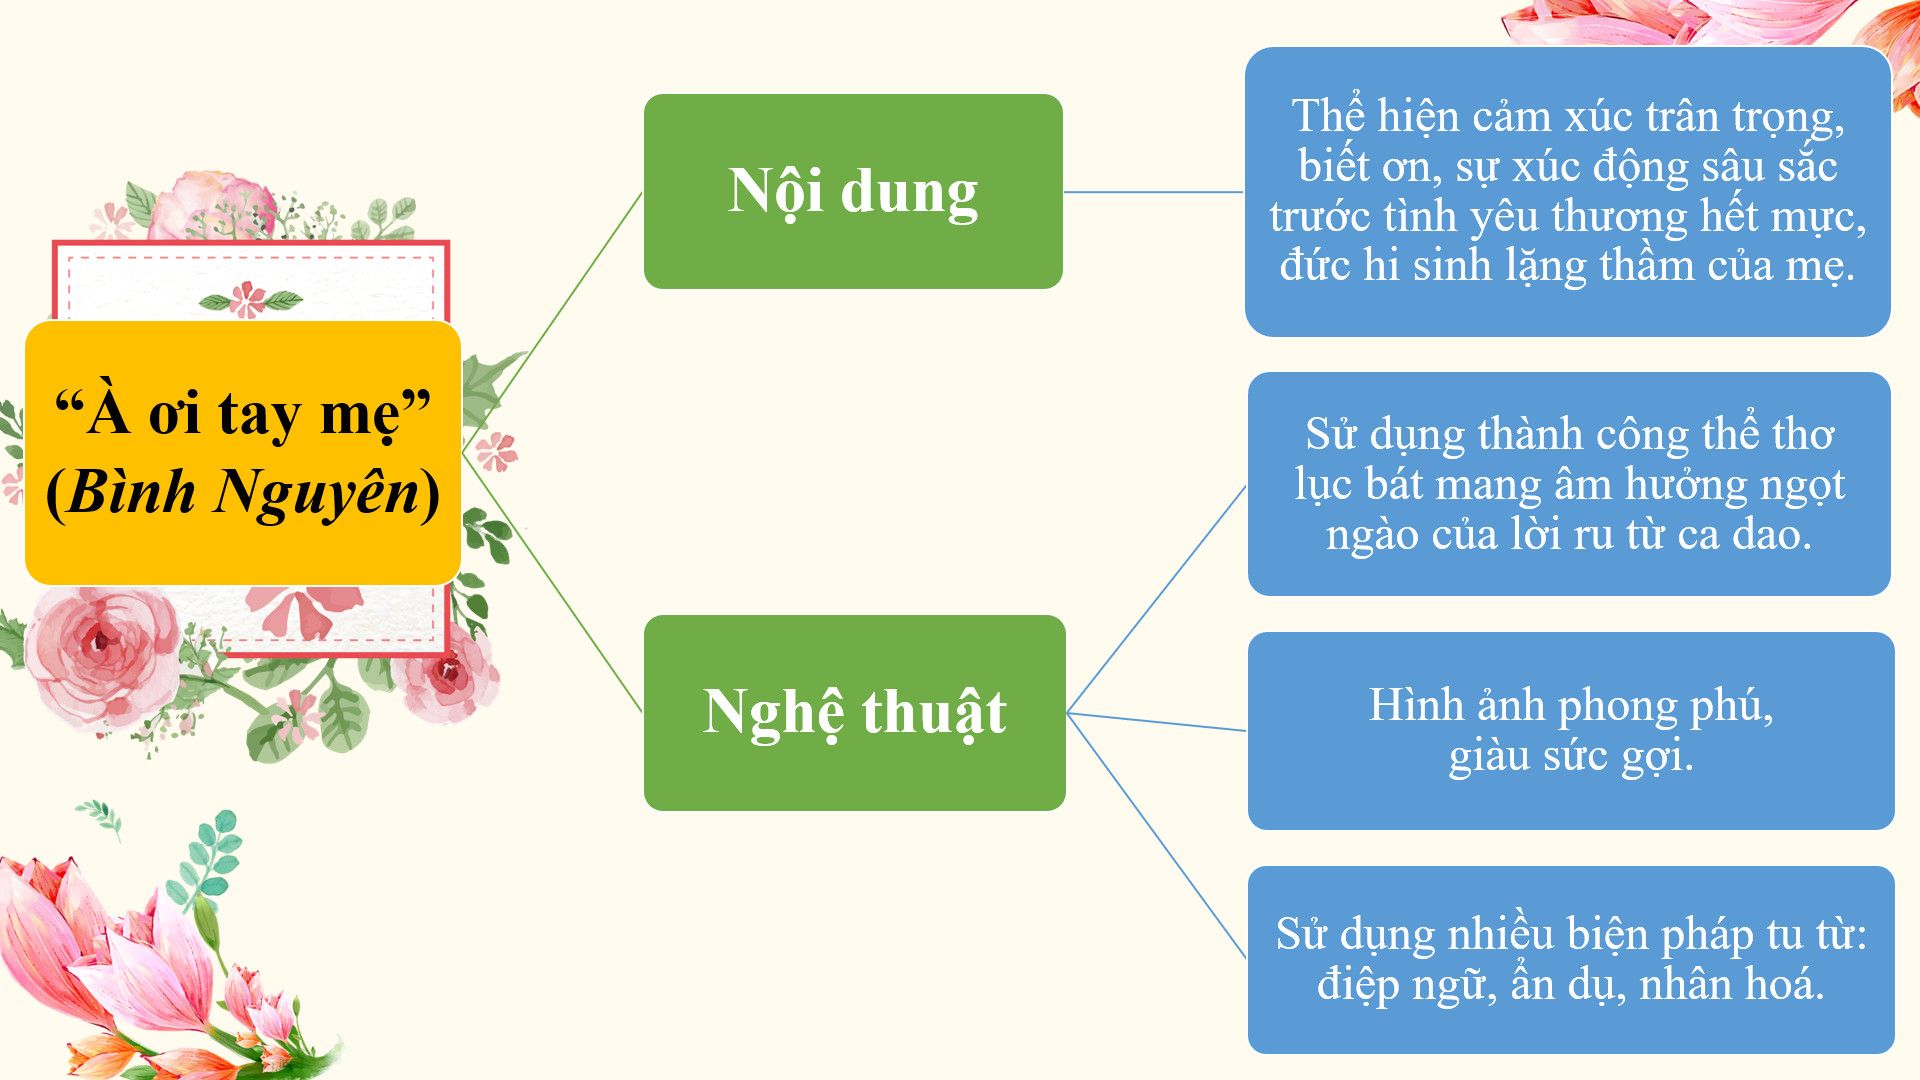 “À ơi tay mẹ”
(Bình Nguyên)
Nội dung
Thể hiện cảm xúc trân trọng,
biết ơn, sự xúc động sâu sắc
trước tình yêu thương hết mực,
đức hi sinh lặng thầm của mẹ.
Nghệ thuật
Sử dụng thành công thể thơ
lục bát mang âm hưởng ngọt
ngào của lời ru từ ca dao.
Hình ảnh phong phú,
giàu sức gợi.
Sử dụng nhiều biện pháp tu từ:
điệp ngữ, ẩn dụ, nhân hoá.